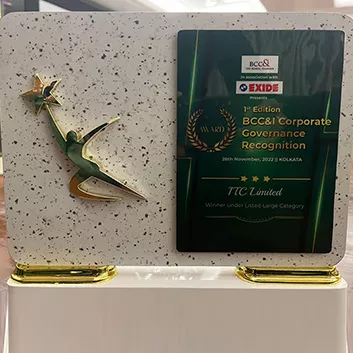 BCC&I
In association with
EXIDE
Presents
1st Edition
AWARD
BCC&I Corporate
Governance
Recognition
28th November, 2022 || KOLKATA
ITC Limited
Winner under Listed-Large Category